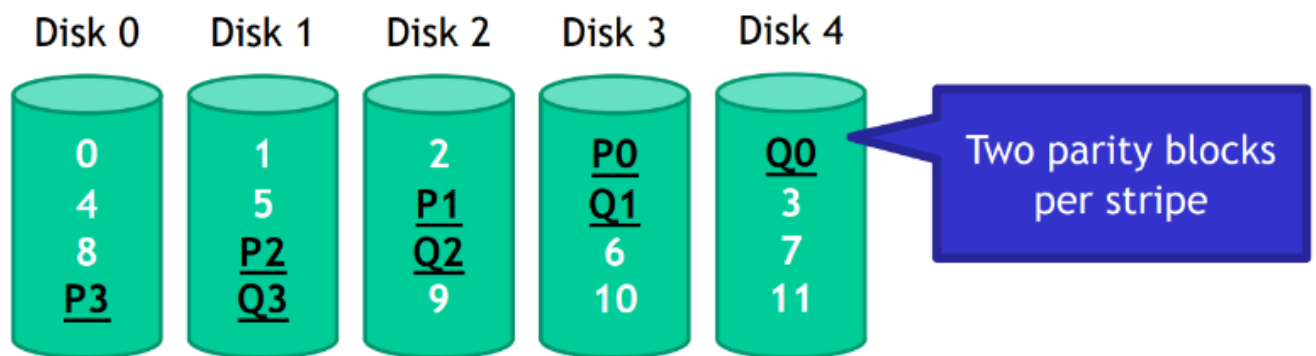 Disk 0 Disk 1 Disk 2 Disk 3 Disk 4
0 1 2 P0 Q0
4 5 P1 Q1 3
8 P2 Q2 6 7
P3 Q3 9 10 11
Two parity blocks
per stripe